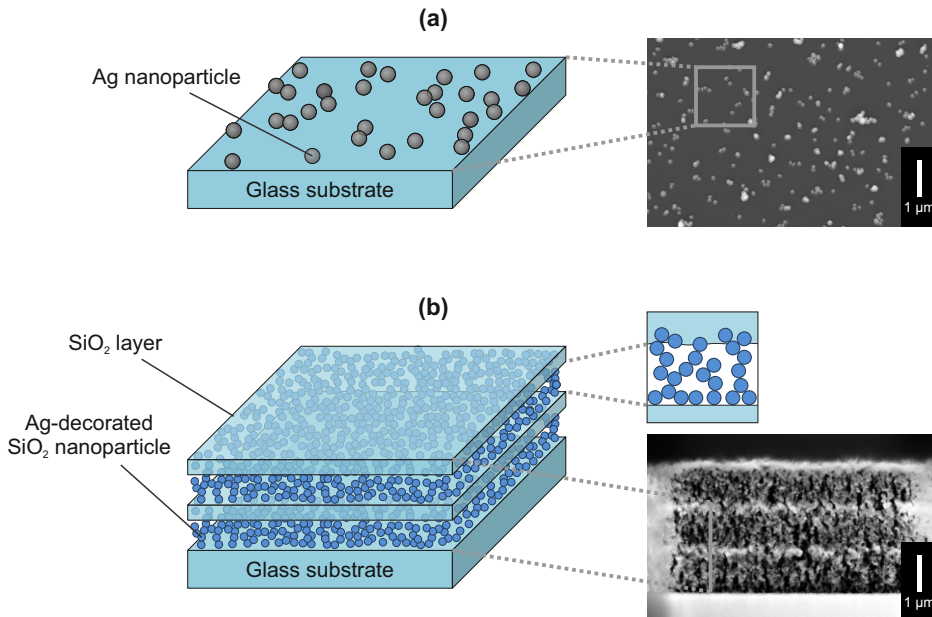 (a)
Ag nanoparticle
Glass substrate
1 µm
(b)
SiO₂ layer
Ag-decorated
SiO₂ nanoparticle
Glass substrate
1 µm